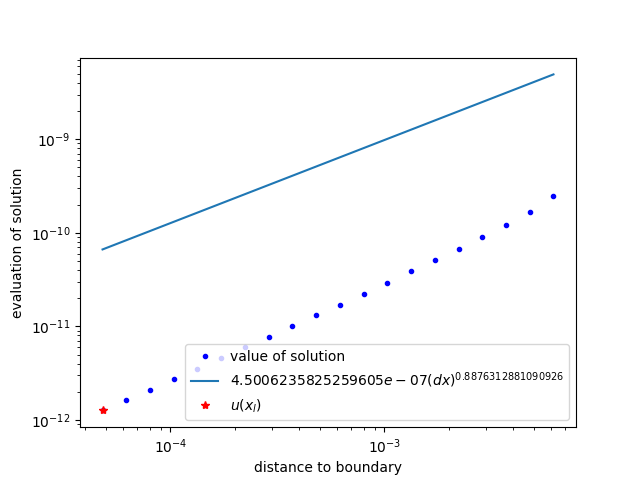 10⁻⁹
10⁻¹⁰
10⁻¹¹
10⁻¹²
evaluation of solution
value of solution
4.5006235825259605e − 07(dx)^0.8876312881090926
u(x_l)
10⁻⁴
10⁻³
distance to boundary